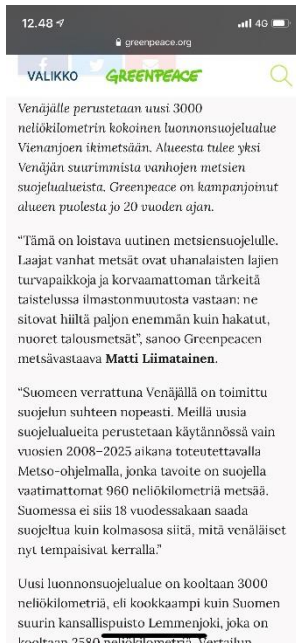 12.48
4G
greenpeace.org
VALIKKO
GREENPEACE
Venäjälle perustetaan uusi 3000
neliökilometrin kokoinen luonnonsuojelualue
Vienanjoen ikimetsään. Alueesta tulee yksi
Venäjän suurimmista vanhojen metsien
suojelualueista. Greenpeace on kampanjoinut
alueen puolesta jo 20 vuoden ajan.
“Tämä on loistava uutinen metsiensuojelulle.
Laajat vanhat metsät ovat uhanalaisten lajien
turvapaikkoja ja korvaamattoman tärkeitä
taistelussa ilmastonmuutosta vastaan: ne
sitovat hiiltä paljon enemmän kuin hakatut,
nuoret talousmetsät”, sanoo Greenpeacen
metsävastaava Matti Liimatainen.
“Suomeen verrattuna Venäjällä on toimittu
suojelun suhteen nopeasti. Meillä uusia
suojelualueita perustetaan käytännössä vain
vuosien 2008–2025 aikana toteutettavalla
Metso-ohjelmalla, jonka tavoite on suojella
vaatimattomat 960 neliökilometriä metsää.
Suomessa ei siis 18 vuodessakaan saada
suojeltua kuin kolmasosa siitä, mitä venäläiset
nyt tempaisivat kerralla.”
Uusi luonnonsuojelualue on kooltaan 3000
neliökilometriä, eli kookkaampi kuin Suomen
suurin kansallispuisto Lemmenjoki, joka on
kooltaan 2580 neliökilometriä. Vertailun